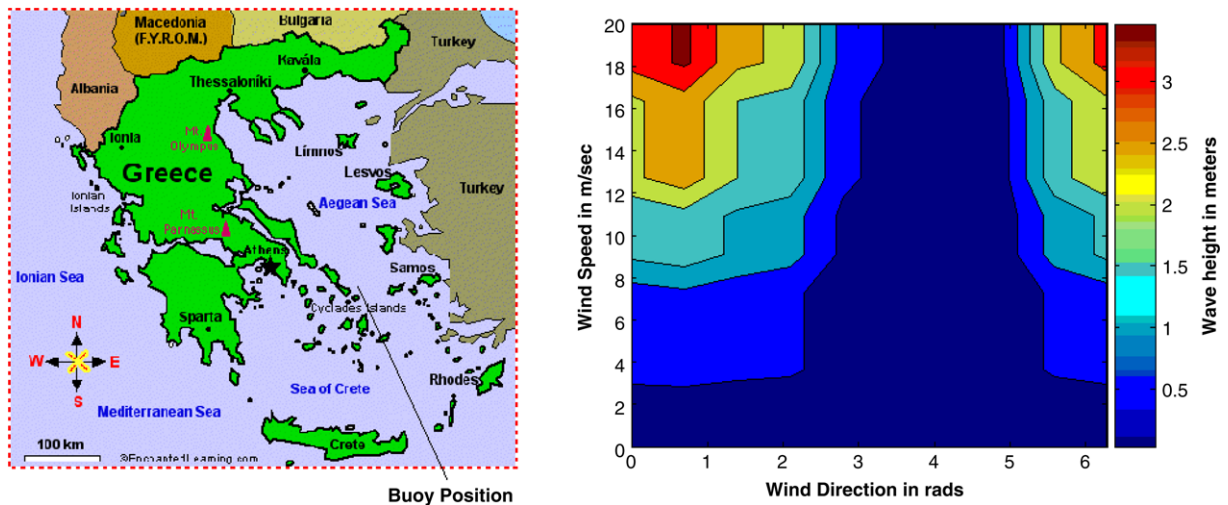 Macedonia
(F.Y.R.O.M.)
Bulgaria
Turkey
Albania
Kavála
Thessaloníki
Ionia
Mt.
Olympus
Límnos
Greece
Lesvos
Turkey
Ionian
Islands
Aegean Sea
Mt.
Parnassus
Athens
Ionian Sea
Samos
Cyclades Islands
Sparta
N
W E
S
Rhodes
Sea of Crete
Mediterranean Sea
Crete
100 km
©EnchantedLearning.com
Buoy Position
Wind Speed in m/sec
20
18
16
14
12
10
8
6
4
2
0
0 1 2 3 4 5 6
Wind Direction in rads
3
2.5
2
1.5
1
0.5
Wave height in meters